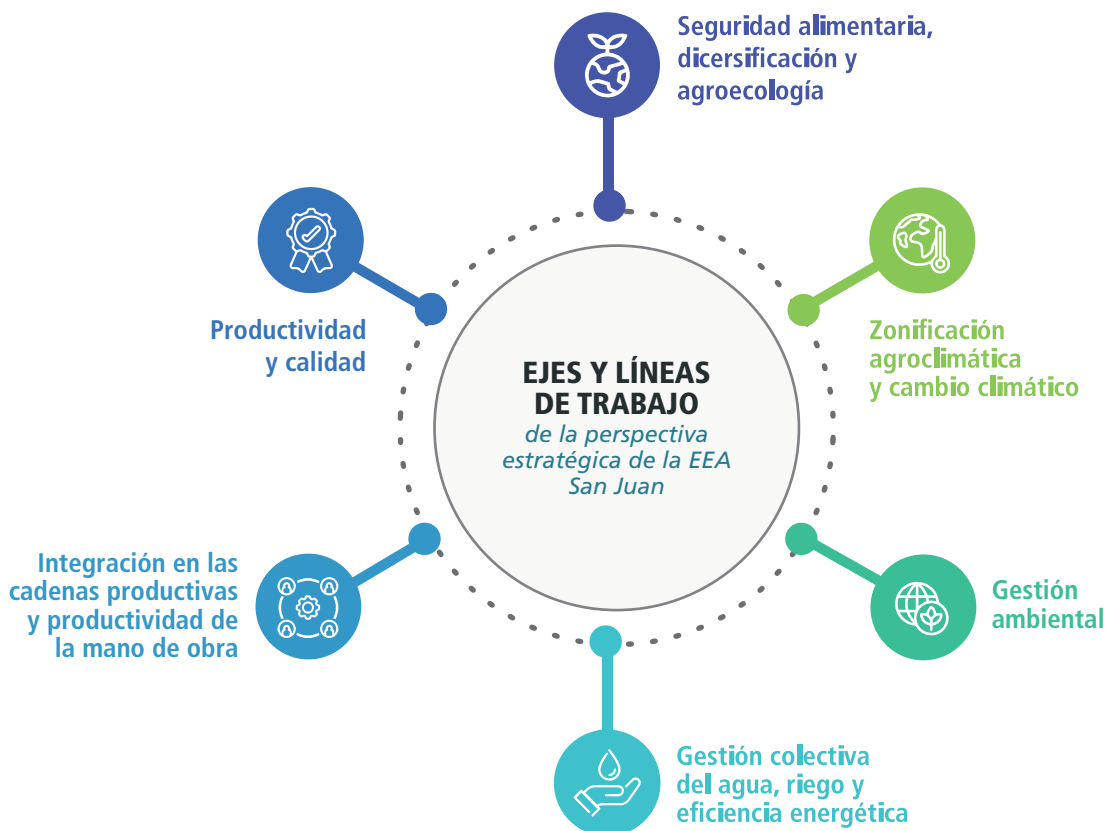 Seguridad alimentaria,
dicersificación y
agroecología
Productividad
y calidad
Zonificación
agroclimática
y cambio climático
EJES Y LÍNEAS
DE TRABAJO
de la perspectiva
estratégica de la EEA
San Juan
Integración en las
cadenas productivas
y productividad de
la mano de obra
Gestión
ambiental
Gestión colectiva
del agua, riego y
eficiencia energética